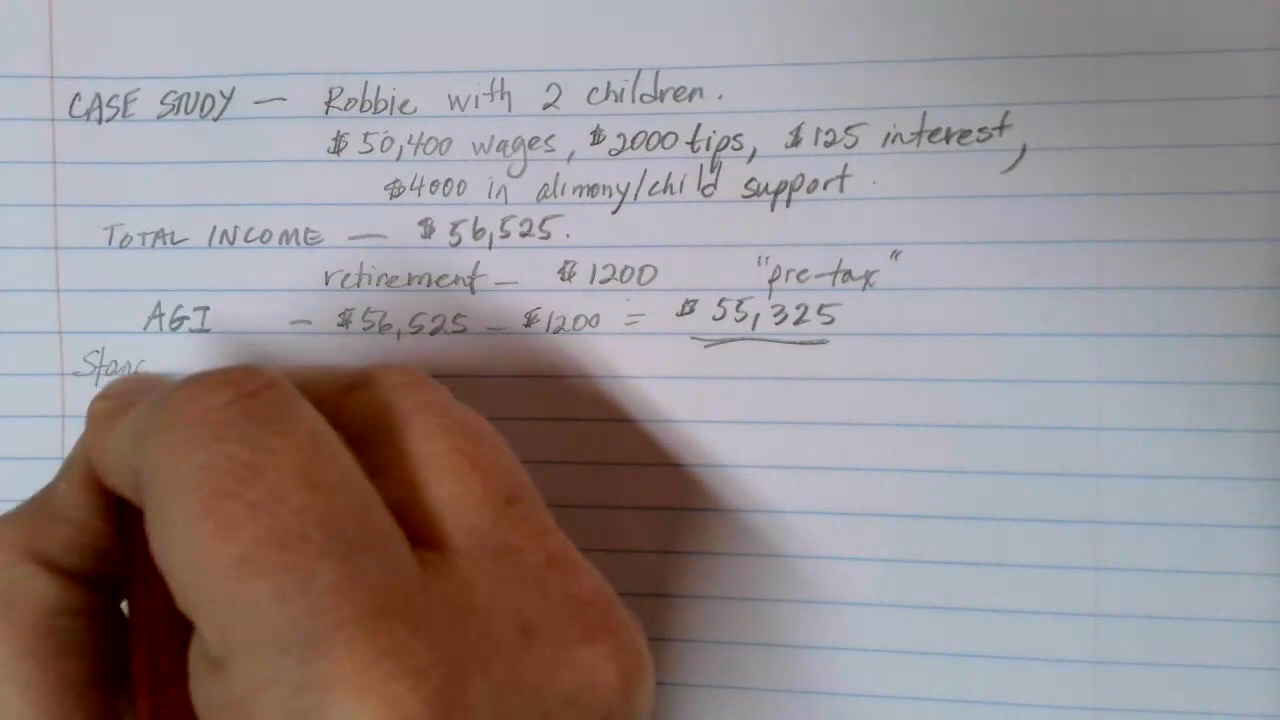 CASE STUDY — Robbie with 2 children.
$50,400 wages, $2000 tips, $125 interest,
$4000 in alimony/child support.
TOTAL INCOME — $56,525.
retirement - $1200 "pre-tax"
AGI - $56,525 - $1200 = $55,325
Stan